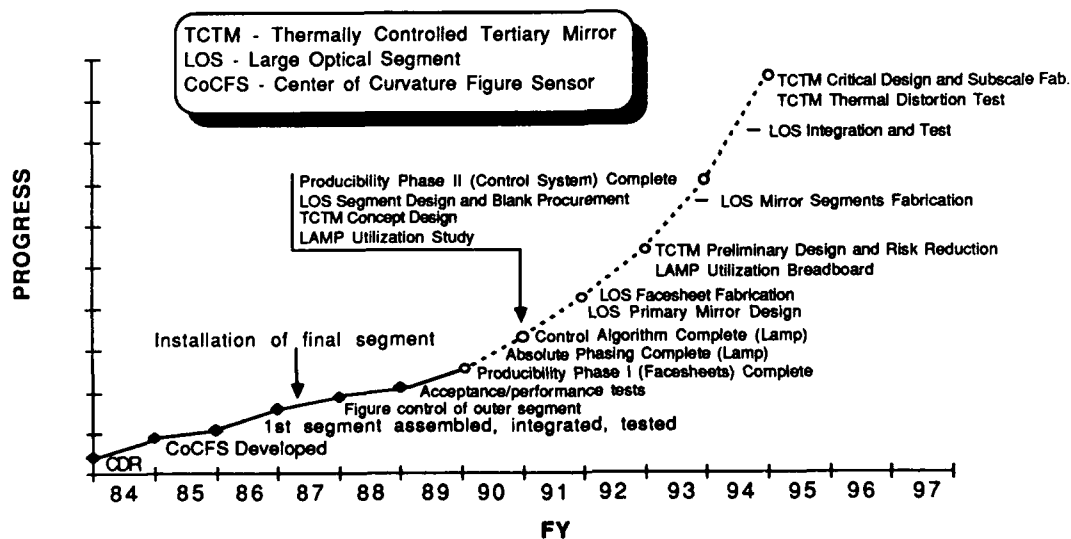 TCTM - Thermally Controlled Tertiary Mirror
LOS - Large Optical Segment
CoCFS - Center of Curvature Figure Sensor
TCTM Critical Design and Subscale Fab.
TCTM Thermal Distortion Test
LOS Integration and Test
Producibility Phase II (Control System) Complete
LOS Segment Design and Blank Procurement
TCTM Concept Design
LAMP Utilization Study
LOS Mirror Segments Fabrication
TCTM Preliminary Design and Risk Reduction
LAMP Utilization Breadboard
LOS Facesheet Fabrication
LOS Primary Mirror Design
Installation of final segment
Control Algorithm Complete (Lamp)
Absolute Phasing Complete (Lamp)
Producibility Phase I (Facesheets) Complete
Acceptance/performance tests
Figure control of outer segment
1st segment assembled, integrated, tested
CoCFS Developed
CDR
PROGRESS
84 85 86 87 88 89 90 91 92 93 94 95 96 97
FY